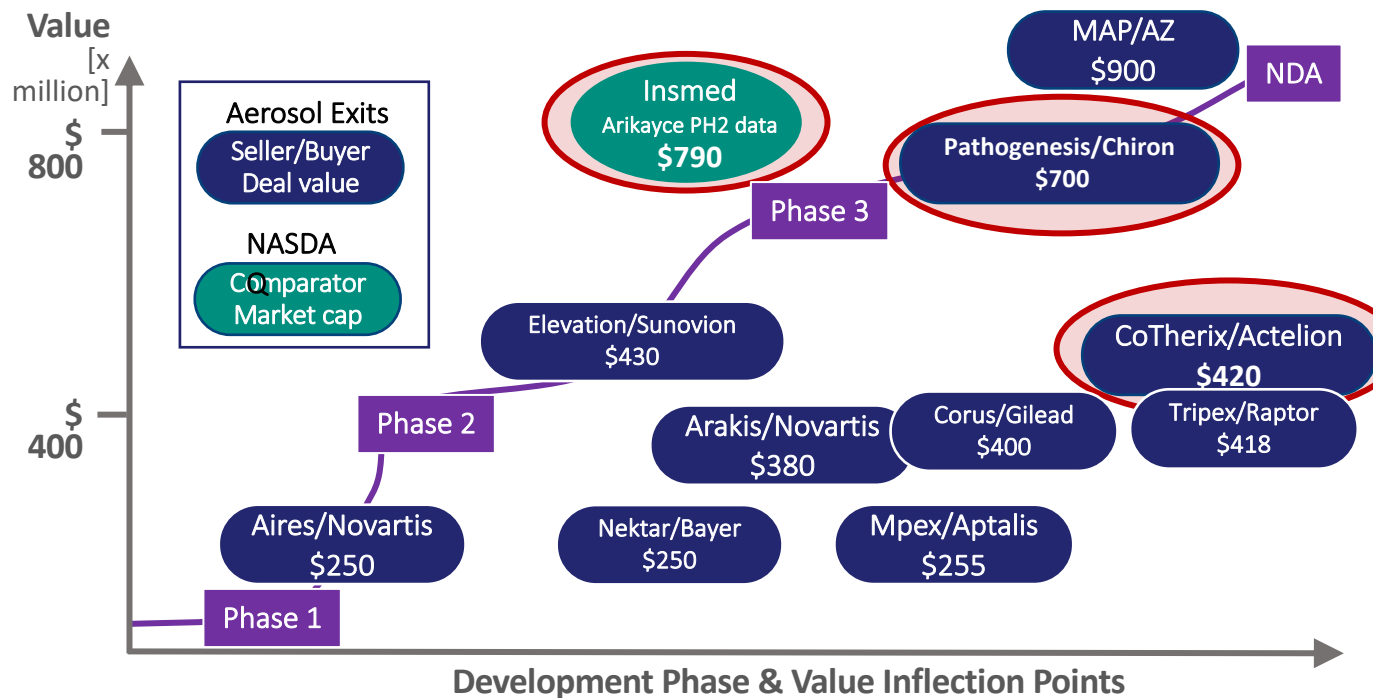 Value
[x
million]
$
800
$
400
Aerosol Exits
Seller/Buyer
Deal value
NASDA
Q
Comparator
Market cap
Insmed
Arikayce PH2 data
$790
MAP/AZ
$900
NDA
Pathogenesis/Chiron
$700
Phase 3
Elevation/Sunovion
$430
CoTherix/Actelion
$420
Phase 2
Arakis/Novartis
$380
Corus/Gilead
$400
Tripex/Raptor
$418
Aires/Novartis
$250
Nektar/Bayer
$250
Mpex/Aptalis
$255
Phase 1
Development Phase & Value Inflection Points